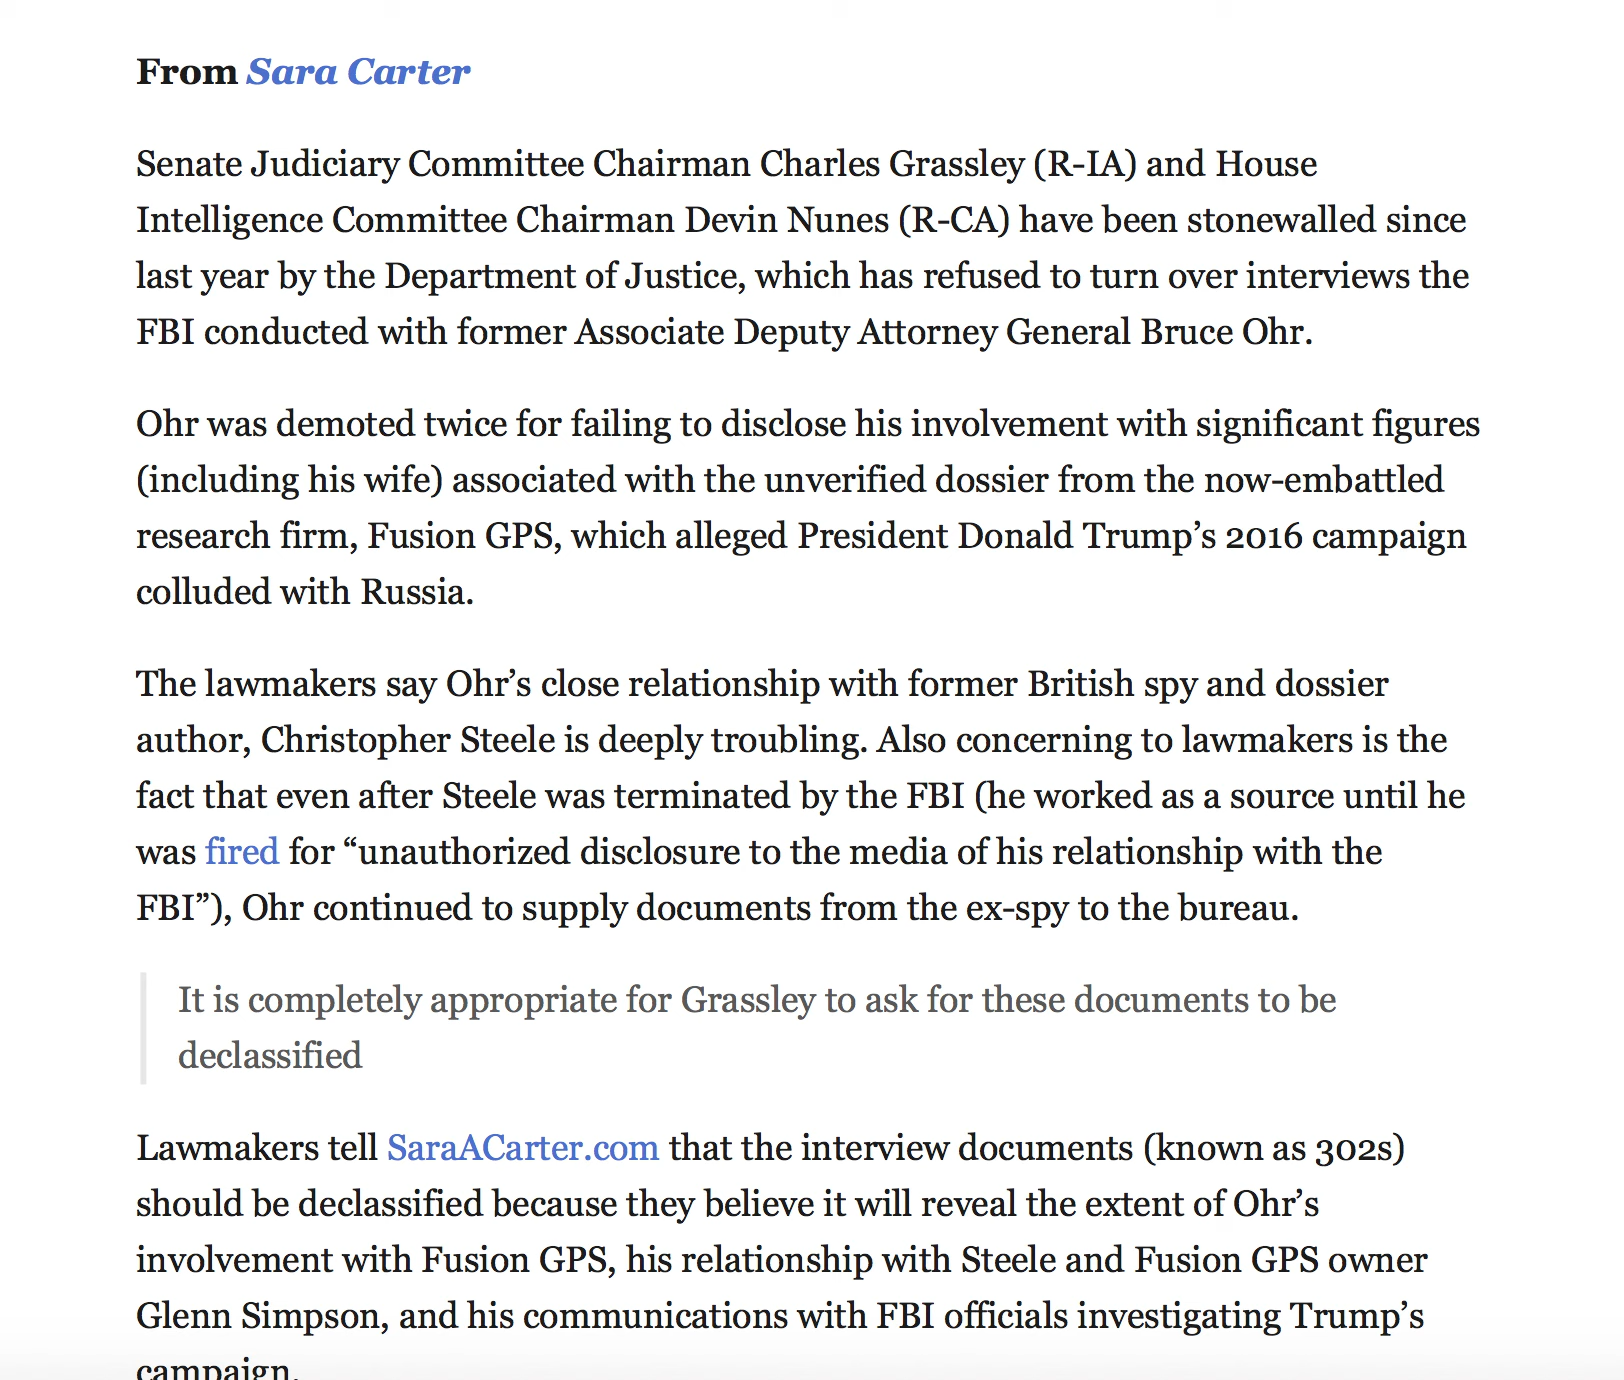 From Sara Carter
Senate Judiciary Committee Chairman Charles Grassley (R-IA) and House
Intelligence Committee Chairman Devin Nunes (R-CA) have been stonewalled since
last year by the Department of Justice, which has refused to turn over interviews the
FBI conducted with former Associate Deputy Attorney General Bruce Ohr.
Ohr was demoted twice for failing to disclose his involvement with significant figures
(including his wife) associated with the unverified dossier from the now-embattled
research firm, Fusion GPS, which alleged President Donald Trump’s 2016 campaign
colluded with Russia.
The lawmakers say Ohr’s close relationship with former British spy and dossier
author, Christopher Steele is deeply troubling. Also concerning to lawmakers is the
fact that even after Steele was terminated by the FBI (he worked as a source until he
was fired for “unauthorized disclosure to the media of his relationship with the
FBI”), Ohr continued to supply documents from the ex-spy to the bureau.
It is completely appropriate for Grassley to ask for these documents to be
declassified
Lawmakers tell SaraACarter.com that the interview documents (known as 302s)
should be declassified because they believe it will reveal the extent of Ohr’s
involvement with Fusion GPS, his relationship with Steele and Fusion GPS owner
Glenn Simpson, and his communications with FBI officials investigating Trump’s
campaign.